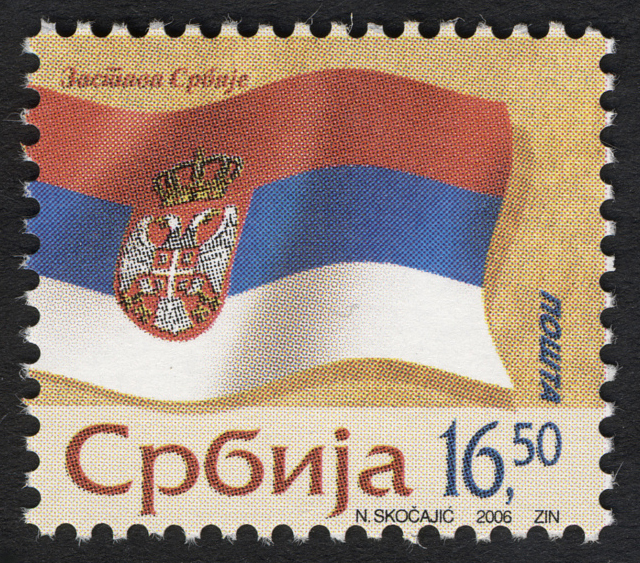 Застава Србије
ПОШТА
Србија 16,50
N. SKOČAJIĆ 2006 ZIN